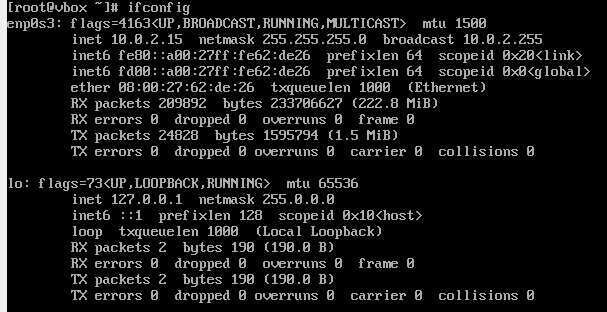 [root@vbox ~]# ifconfig
enp0s3: flags=4163<UP,BROADCAST,RUNNING,MULTICAST>  mtu 1500
        inet 10.0.2.15  netmask 255.255.255.0  broadcast 10.0.2.255
        inet6 fe80::a00:27ff:fe62:de26  prefixlen 64  scopeid 0x20<link>
        inet6 fd00::a00:27ff:fe62:de26  prefixlen 64  scopeid 0x0<global>
        ether 08:00:27:62:de:26  txqueuelen 1000  (Ethernet)
        RX packets 209892  bytes 233706627 (222.8 MiB)
        RX errors 0  dropped 0  overruns 0  frame 0
        TX packets 24828  bytes 1595794 (1.5 MiB)
        TX errors 0  dropped 0 overruns 0  carrier 0  collisions 0

lo: flags=73<UP,LOOPBACK,RUNNING>  mtu 65536
        inet 127.0.0.1  netmask 255.0.0.0
        inet6 ::1  prefixlen 128  scopeid 0x10<host>
        loop  txqueuelen 1000  (Local Loopback)
        RX packets 2  bytes 190 (190.0 B)
        RX errors 0  dropped 0  overruns 0  frame 0
        TX packets 2  bytes 190 (190.0 B)
        TX errors 0  dropped 0 overruns 0  carrier 0  collisions 0